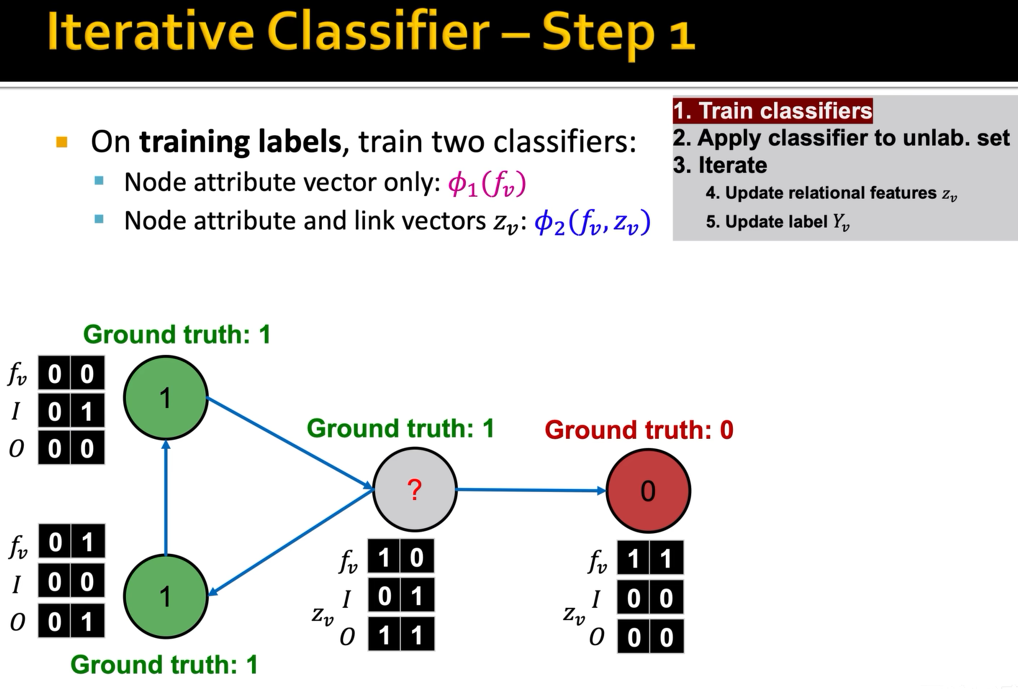 Iterative Classifier – Step 1
1. Train classifiers
2. Apply classifier to unlab. set
3. Iterate
4. Update relational features z_v
5. Update label Y_v
On training labels, train two classifiers:
Node attribute vector only: ϕ₁(f_v)
Node attribute and link vectors z_v: ϕ₂(f_v, z_v)
Ground truth: 1
f_v 0 0
I 0 1
O 0 0
1
Ground truth: 1
?
f_v 1 0
z_v
I 0 1
O 1 1
Ground truth: 0
0
f_v 1 1
z_v
I 0 0
O 0 0
f_v 0 1
I 0 0
O 0 1
1
Ground truth: 1